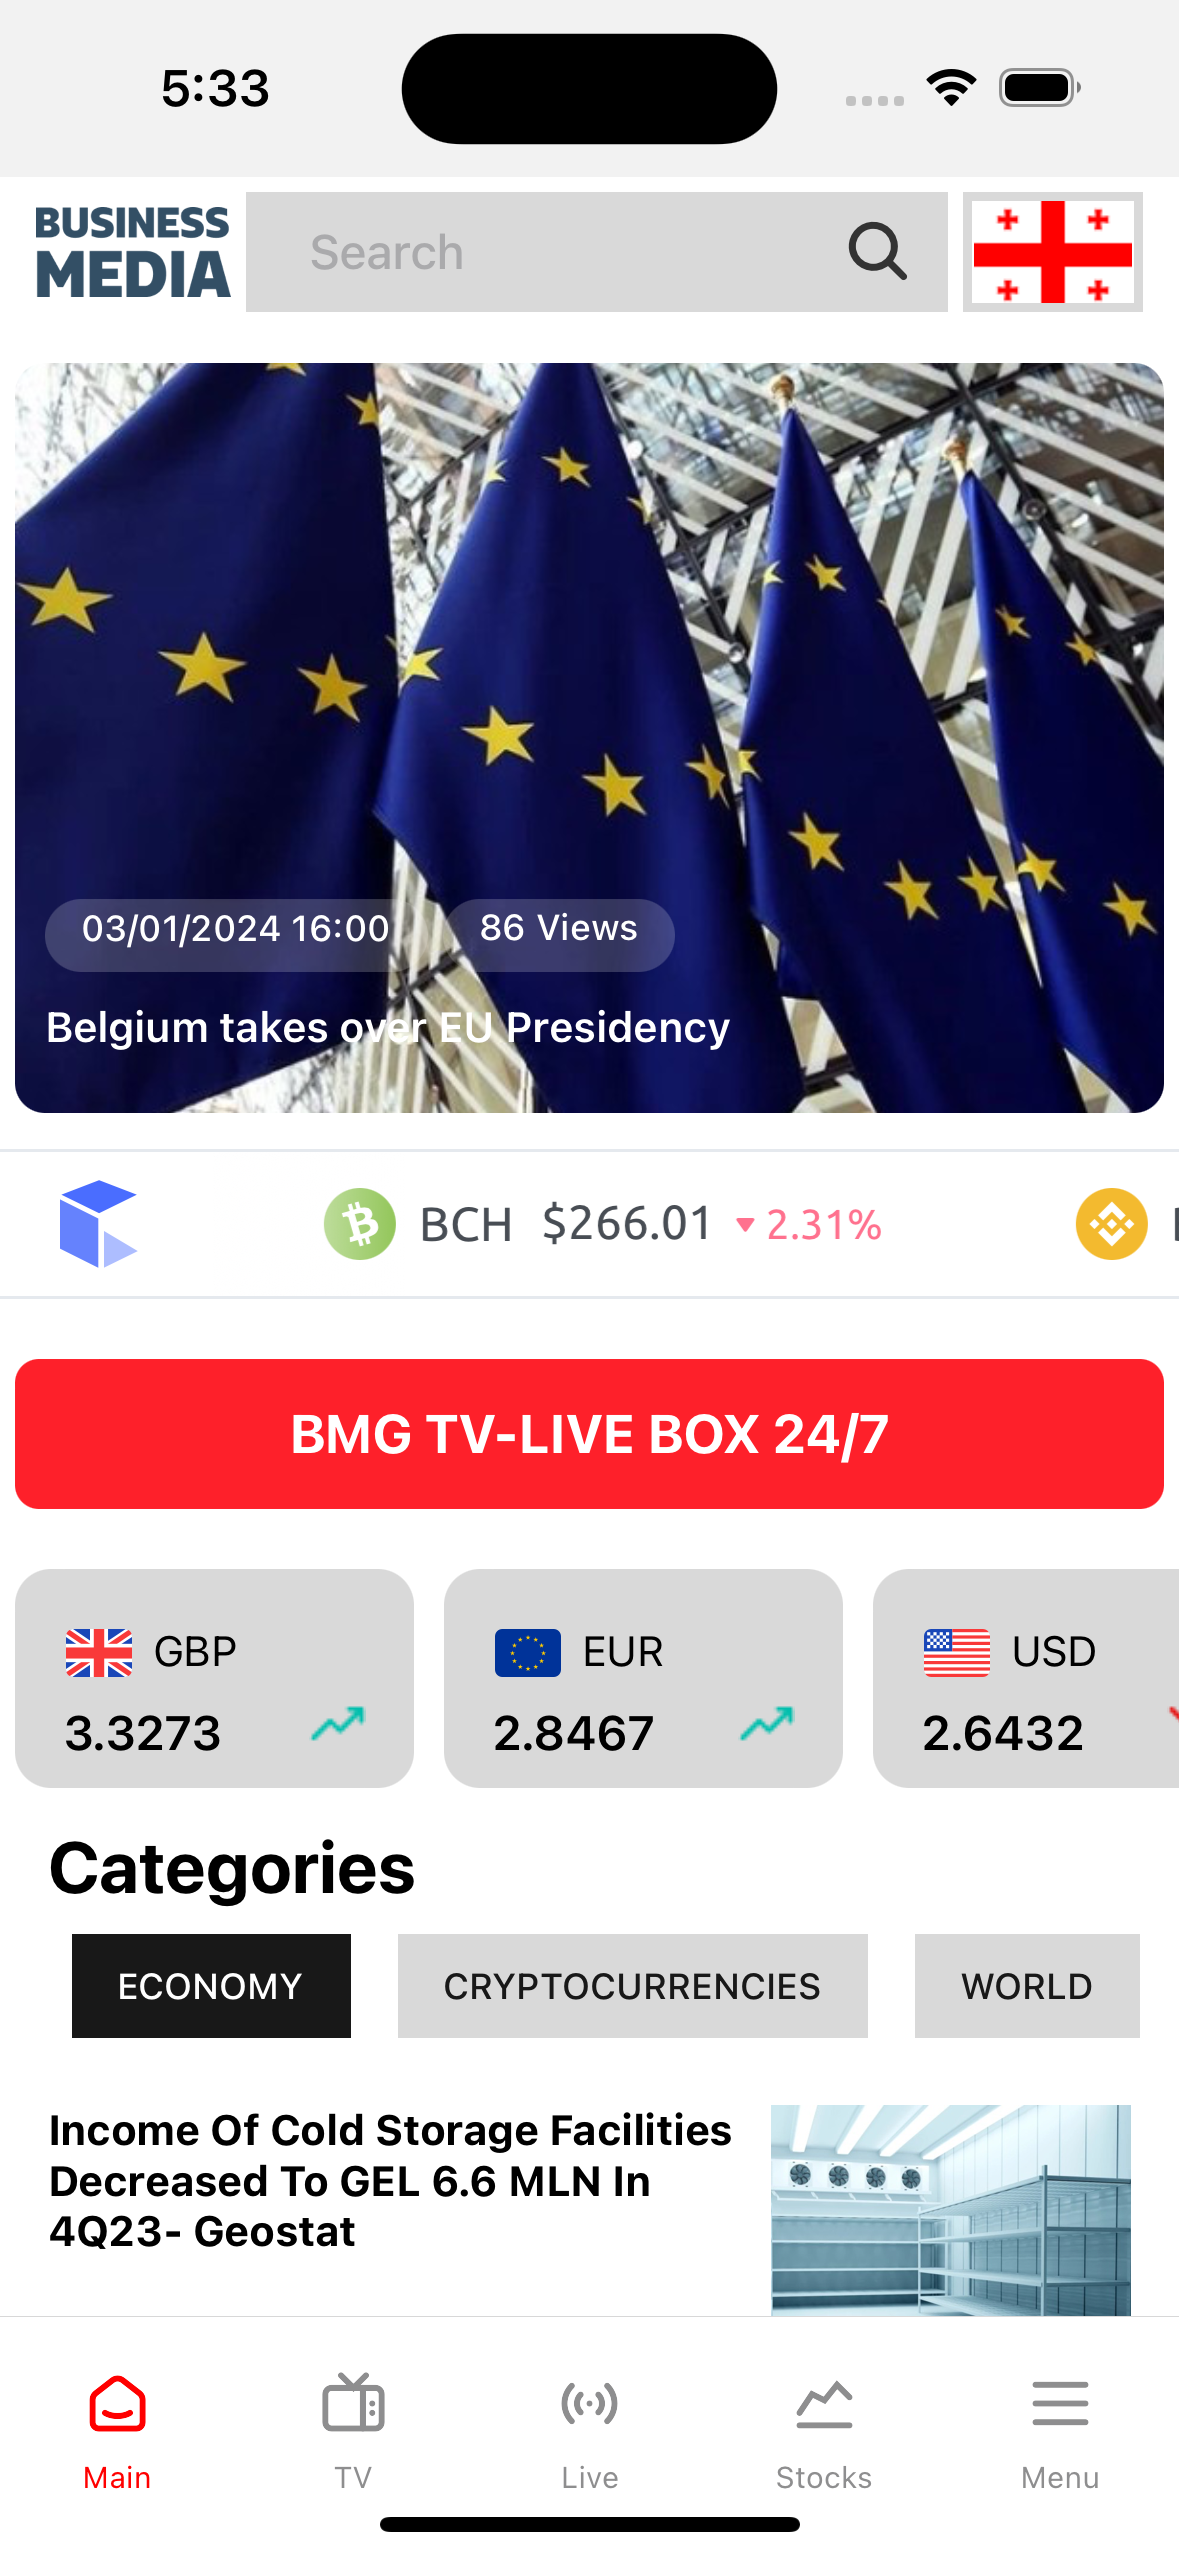 5:33
BUSINESS
MEDIA
Search
03/01/2024 16:00
86 Views
Belgium takes over EU Presidency
BCH $266.01 2.31%
BMG TV-LIVE BOX 24/7
GBP
3.3273
EUR
2.8467
USD
2.6432
Categories
ECONOMY
CRYPTOCURRENCIES
WORLD
Income Of Cold Storage Facilities
Decreased To GEL 6.6 MLN In
4Q23- Geostat
Main
TV
Live
Stocks
Menu